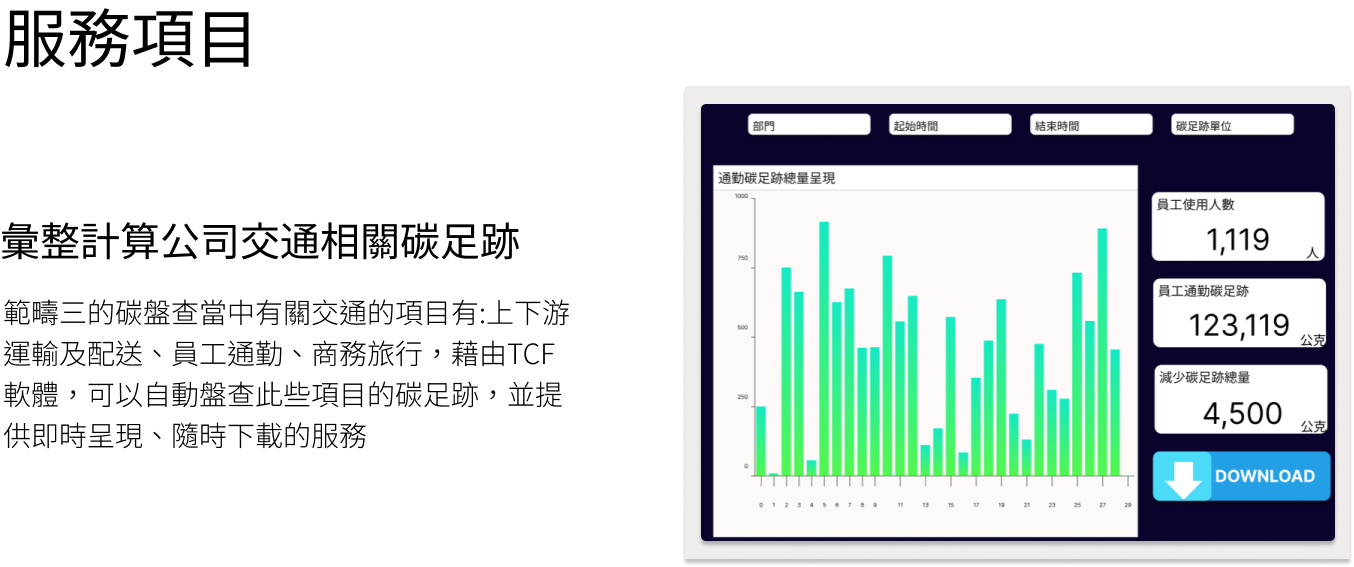 服務項目
彙整計算公司交通相關碳足跡
範疇三的碳盤查當中有關交通的項目有:上下游
運輸及配送、員工通勤、商務旅行，藉由TCF
軟體，可以自動盤查此些項目的碳足跡，並提
供即時呈現、隨時下載的服務
部門 起始時間 結束時間 碳足跡單位
通勤碳足跡總量呈現
1000
750
500
250
0
0 1 2 3 4 5 6 7 8 9 11 13 15 17 19 21 23 25 27 29
員工使用人數
1,119 人
員工通勤碳足跡
123,119 公克
減少碳足跡總量
4,500 公克
DOWNLOAD